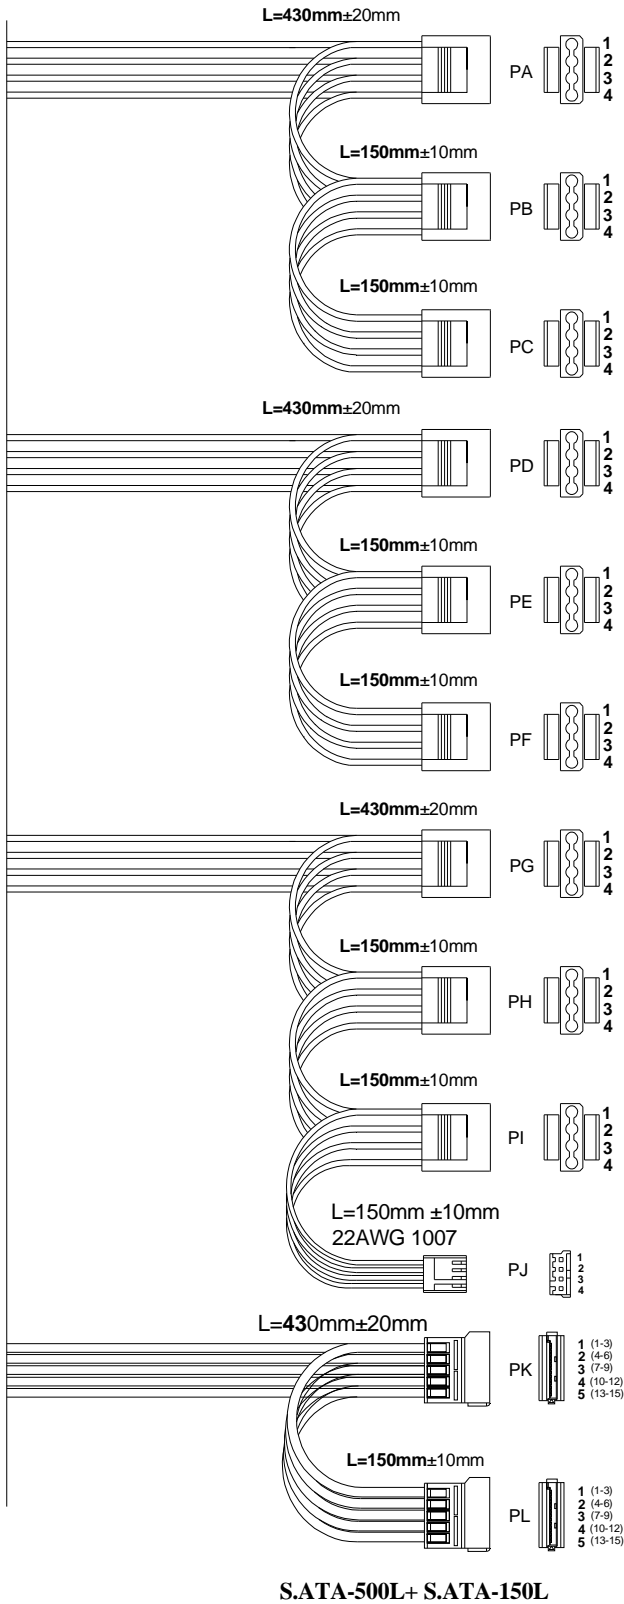 L=430mm±20mm
PA
1
2
3
4
L=150mm±10mm
PB
1
2
3
4
L=150mm±10mm
PC
1
2
3
4
L=430mm±20mm
PD
1
2
3
4
L=150mm±10mm
PE
1
2
3
4
L=150mm±10mm
PF
1
2
3
4
L=430mm±20mm
PG
1
2
3
4
L=150mm±10mm
PH
1
2
3
4
L=150mm±10mm
PI
1
2
3
4
L=150mm ±10mm
22AWG 1007
PJ
1
2
3
4
L=430mm±20mm
PK
1 (1-3)
2 (4-6)
3 (7-9)
4 (10-12)
5 (13-15)
L=150mm±10mm
PL
1 (1-3)
2 (4-6)
3 (7-9)
4 (10-12)
5 (13-15)
S.ATA-500L+ S.ATA-150L